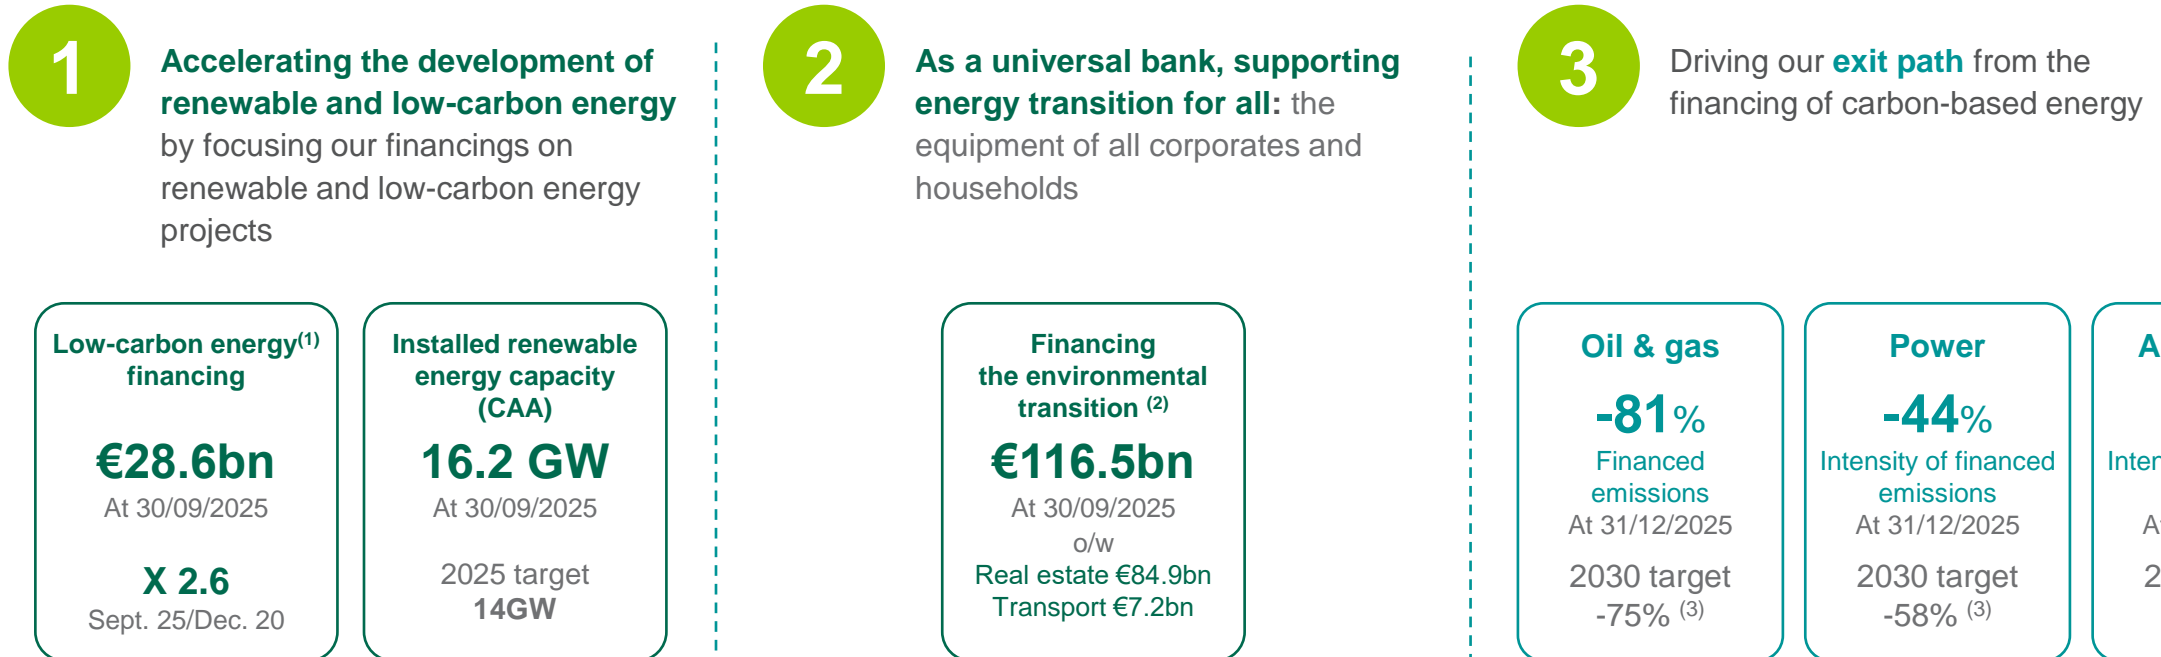 1
Accelerating the development of
renewable and low-carbon energy
by focusing our financings on
renewable and low-carbon energy
projects
Low-carbon energy(1)
financing
€28.6bn
At 30/09/2025
X 2.6
Sept. 25/Dec. 20
Installed renewable
energy capacity
(CAA)
16.2 GW
At 30/09/2025
2025 target
14GW
2
As a universal bank, supporting
energy transition for all: the
equipment of all corporates and
households
Financing
the environmental
transition (2)
€116.5bn
At 30/09/2025
o/w
Real estate €84.9bn
Transport €7.2bn
3
Driving our exit path from the
financing of carbon-based energy
Oil & gas
-81%
Financed
emissions
At 31/12/2025
2030 target
-75% (3)
Power
-44%
Intensity of financed
emissions
At 31/12/2025
2030 target
-58% (3)